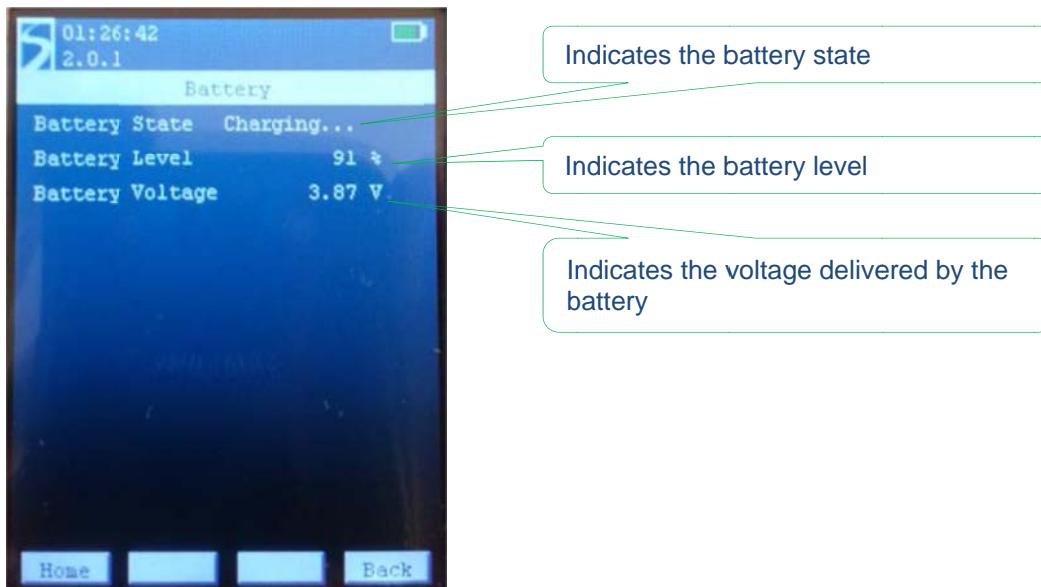 01:26:42
2.0.1
Battery
Battery State Charging...
Battery Level 91 %
Battery Voltage 3.87 V
Home Back
Indicates the battery state
Indicates the battery level
Indicates the voltage delivered by the
battery